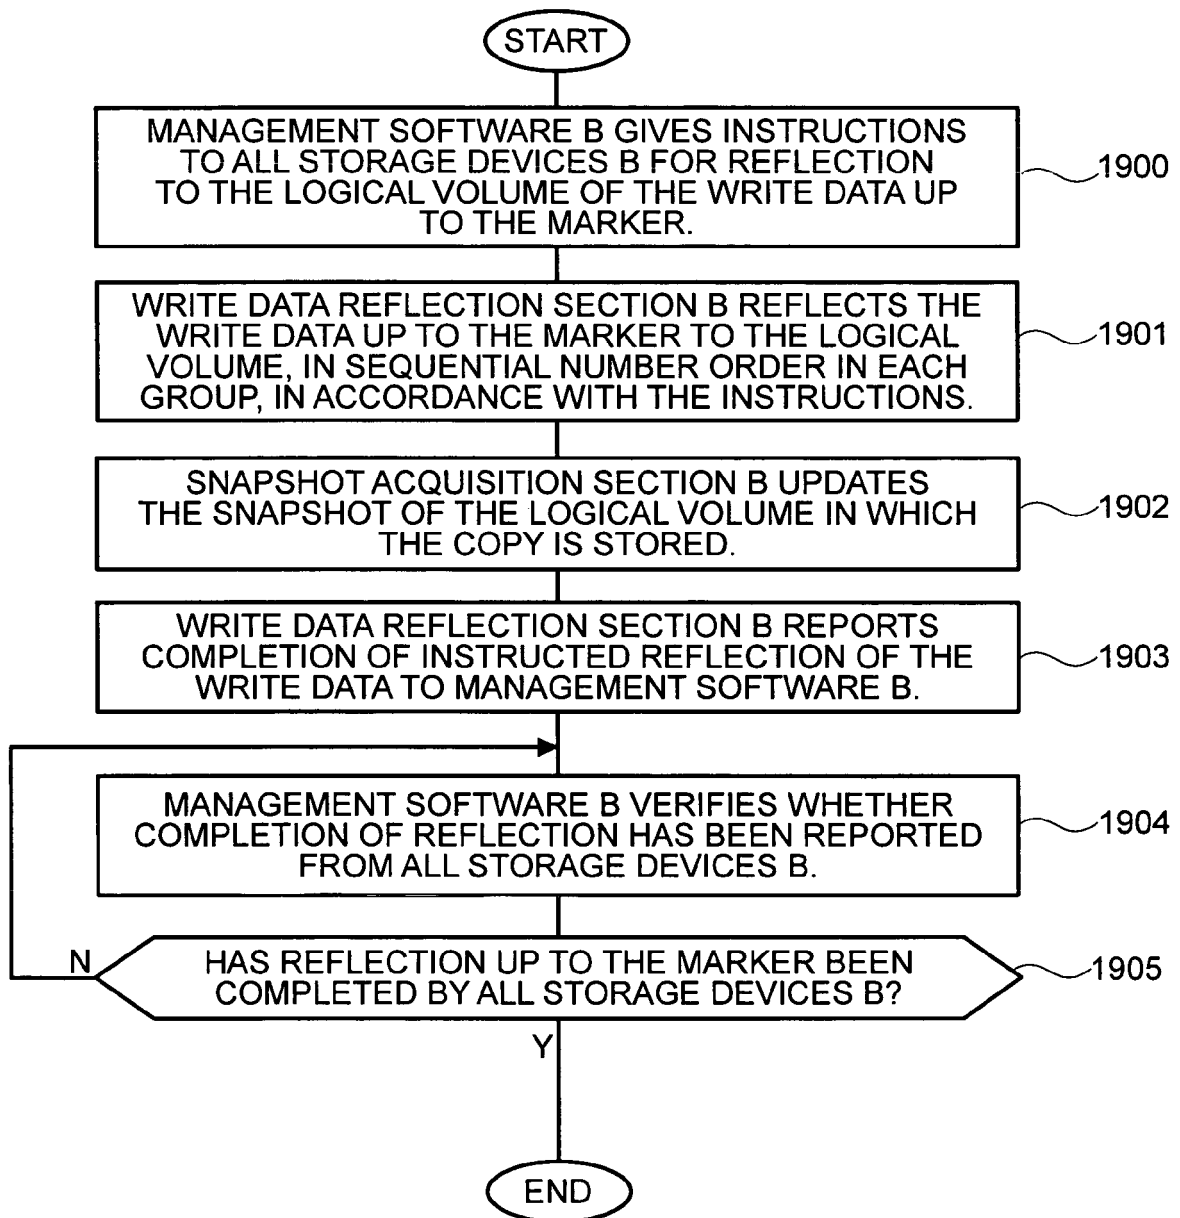 START
MANAGEMENT SOFTWARE B GIVES INSTRUCTIONS
TO ALL STORAGE DEVICES B FOR REFLECTION
TO THE LOGICAL VOLUME OF THE WRITE DATA UP
TO THE MARKER.
1900
WRITE DATA REFLECTION SECTION B REFLECTS THE
WRITE DATA UP TO THE MARKER TO THE LOGICAL
VOLUME, IN SEQUENTIAL NUMBER ORDER IN EACH
GROUP, IN ACCORDANCE WITH THE INSTRUCTIONS.
1901
SNAPSHOT ACQUISITION SECTION B UPDATES
THE SNAPSHOT OF THE LOGICAL VOLUME IN WHICH
THE COPY IS STORED.
1902
WRITE DATA REFLECTION SECTION B REPORTS
COMPLETION OF INSTRUCTED REFLECTION OF THE
WRITE DATA TO MANAGEMENT SOFTWARE B.
1903
MANAGEMENT SOFTWARE B VERIFIES WHETHER
COMPLETION OF REFLECTION HAS BEEN REPORTED
FROM ALL STORAGE DEVICES B.
1904
N
HAS REFLECTION UP TO THE MARKER BEEN
COMPLETED BY ALL STORAGE DEVICES B?
1905
Y
END